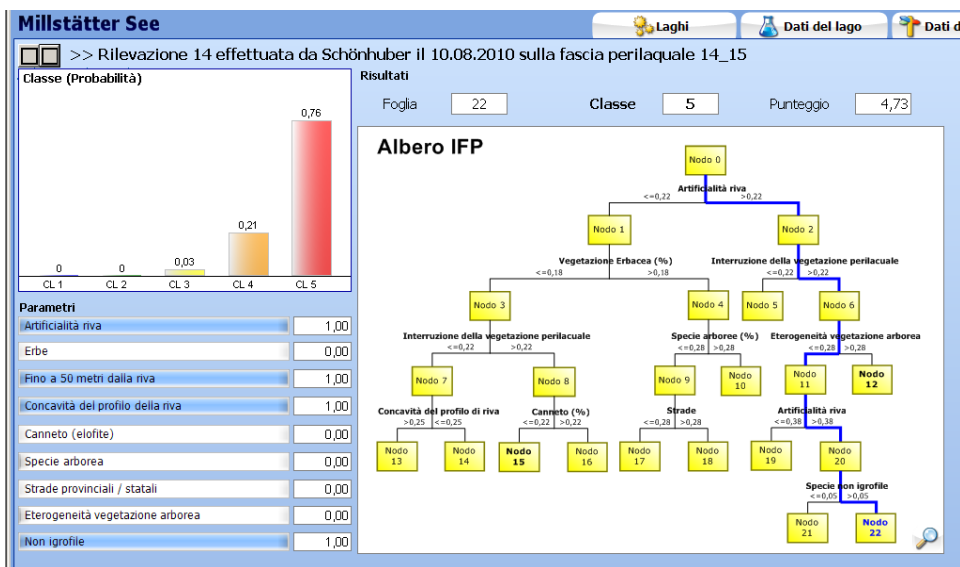 Millstätter See
Laghi
Dati del lago
Dati d
>> Rilevazione 14 effettuata da Schönhuber il 10.08.2010 sulla fascia perilaquale 14_15
Classe (Probabilità)
0,76
0,21
0,03
0
0
CL 1
CL 2
CL 3
CL 4
CL 5
Parametri
Artificialità riva 1,00
Erbe 0,00
Fino a 50 metri dalla riva 1,00
Concavità del profilo della riva 1,00
Canneto (elofite) 0,00
Specie arborea 0,00
Strade provinciali / statali 0,00
Eterogeneità vegetazione arborea 0,00
Non igrofile 1,00
Risultati
Foglia 22
Classe 5
Punteggio 4,73
Albero IFP
Nodo 0
Artificialità riva
<=0,22 >0,22
Nodo 1
Nodo 2
Vegetazione Erbacea (%)
<=0,18 >0,18
Interruzione della vegetazione perilacuale
<=0,22 >0,22
Nodo 3
Nodo 4
Nodo 5
Nodo 6
Interruzione della vegetazione perilacuale
<=0,22 >0,22
Specie arboree (%)
<=0,28 >0,28
Eterogeneità vegetazione arborea
<=0,28 >0,28
Nodo 7
Nodo 8
Nodo 9
Nodo
10
Nodo
11
Nodo
12
Concavità del profilo di riva
>0,25 <=0,25
Canneto (%)
<=0,22 >0,22
Strade
<=0,28 >0,28
Artificialità riva
<=0,38 >0,38
Nodo
13
Nodo
14
Nodo
15
Nodo
16
Nodo
17
Nodo
18
Nodo
19
Nodo
20
Specie non igrofile
<=0,05 >0,05
Nodo
21
Nodo
22